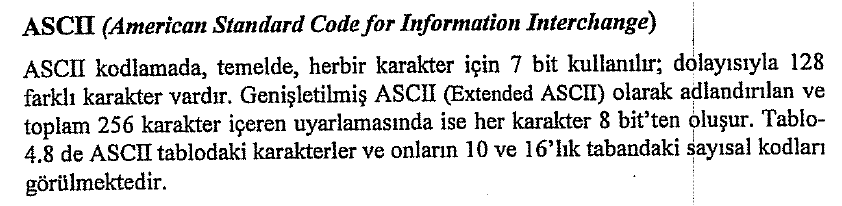 ASCII (American Standard Code for Information Interchange)
ASCII kodlamada, temelde, herbir karakter için 7 bit kullanılır; dolayısıyla 128
farklı karakter vardır. Genişletilmiş ASCII (Extended ASCII) olarak adlandırılan ve
toplam 256 karakter içeren uyarlamasında ise her karakter 8 bit'ten oluşur. Tablo-
4.8 de ASCII tablodaki karakterler ve onların 10 ve 16'lık tabandaki sayısal kodları
görülmektedir.